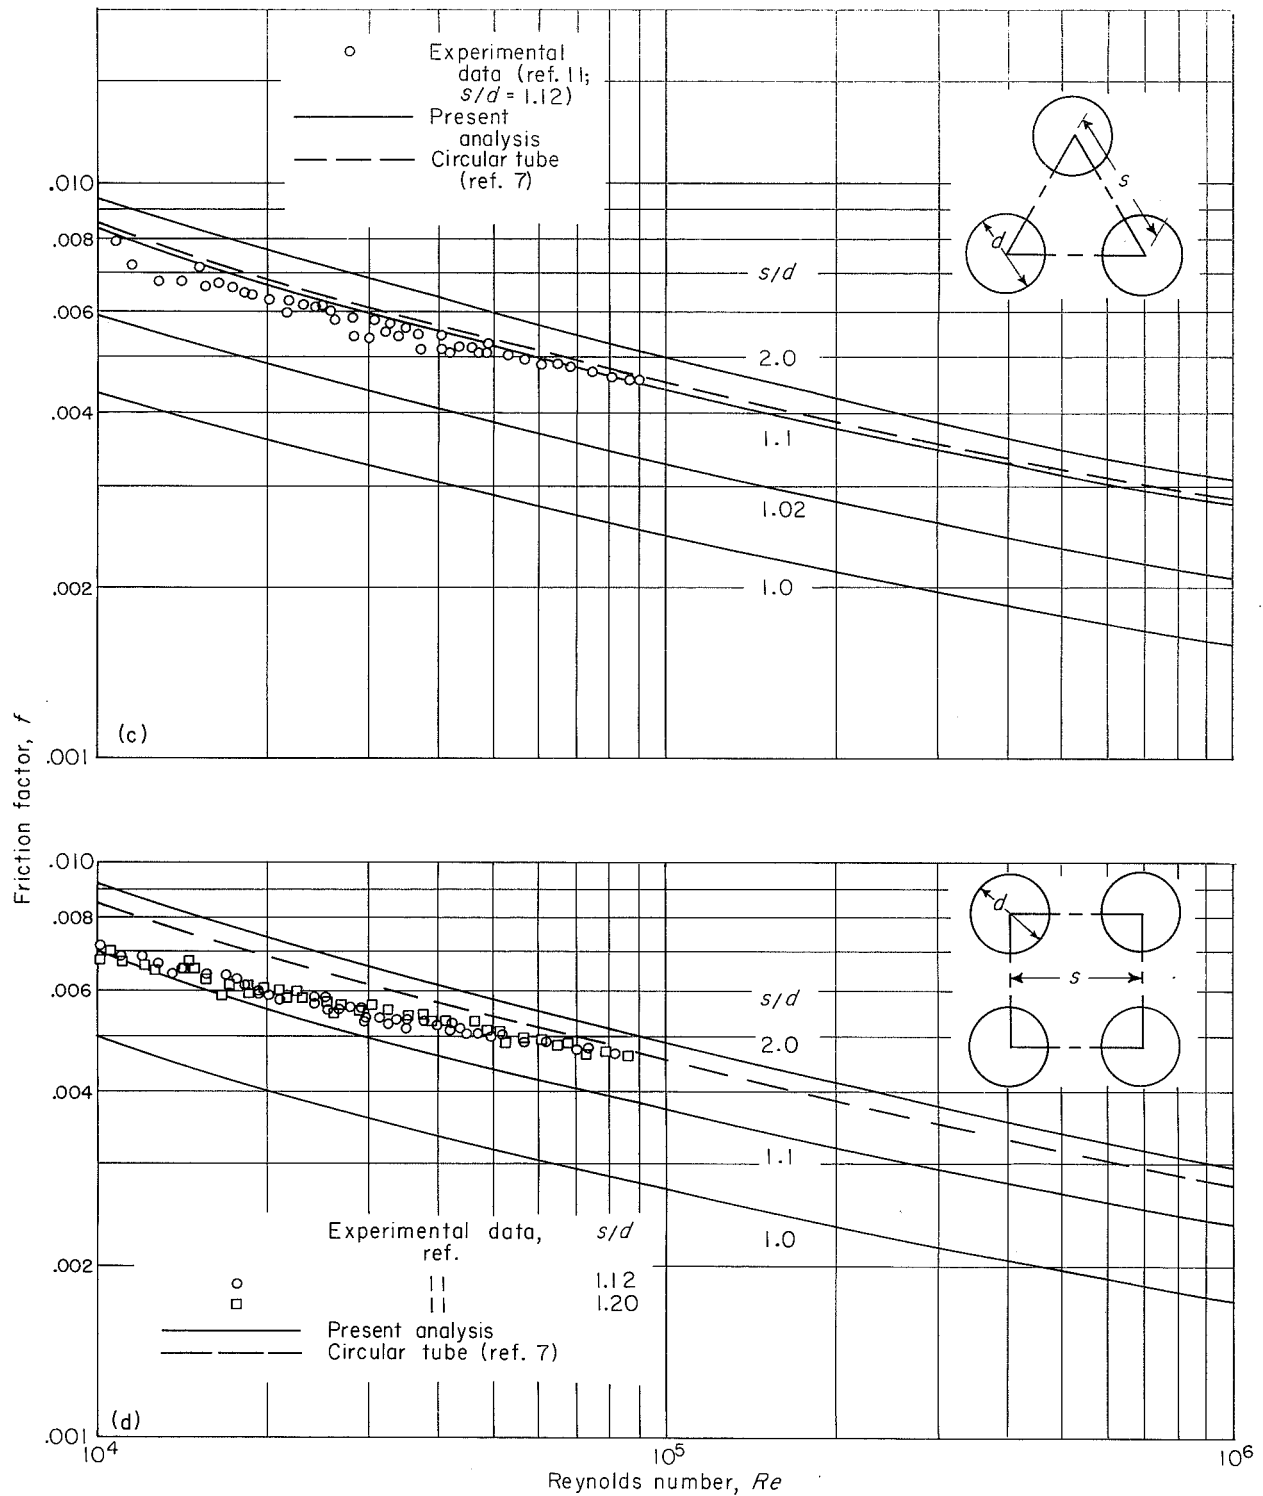 Experimental
data (ref. 11;
s/d = 1.12)
Present
analysis
Circular tube
(ref. 7)
s
d
.010
.008
.006
.004
.002
.001
s/d
2.0
1.1
1.02
1.0
(c)
Friction factor, f
.010
.008
.006
.004
.002
.001
d
s
s/d
2.0
1.1
1.0
Experimental data, s/d
ref.
11 1.12
11 1.20
Present analysis
Circular tube (ref. 7)
(d)
10⁴ 10⁵ 10⁶
Reynolds number, Re